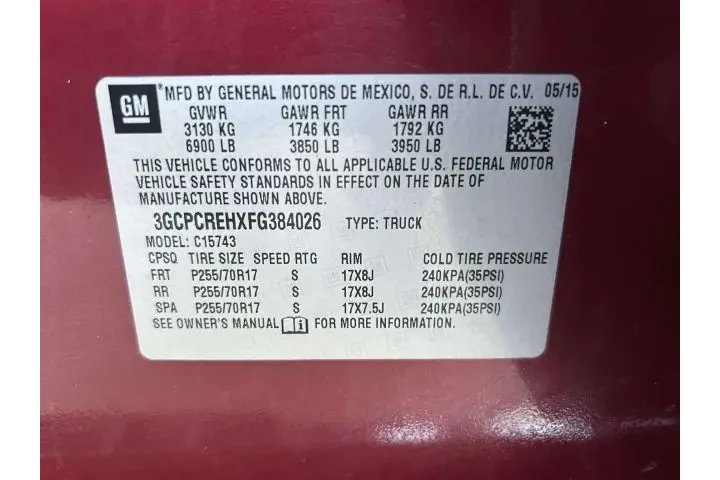 GM
MFD BY GENERAL MOTORS DE MEXICO, S. DE R.L. DE C.V. 05/15
GVWR GAWR FRT GAWR RR
3130 KG 1746 KG 1792 KG
6900 LB 3850 LB 3950 LB
THIS VEHICLE CONFORMS TO ALL APPLICABLE U.S. FEDERAL MOTOR
VEHICLE SAFETY STANDARDS IN EFFECT ON THE DATE OF
MANUFACTURE SHOWN ABOVE.
3GCPCREHXFG384026 TYPE: TRUCK
MODEL: C15743
CPSQ TIRE SIZE SPEED RTG RIM COLD TIRE PRESSURE
FRT P255/70R17 S 17X8J 240KPA(35PSI)
RR P255/70R17 S 17X8J 240KPA(35PSI)
SPA P255/70R17 S 17X7.5J 240KPA(35PSI)
SEE OWNER'S MANUAL FOR MORE INFORMATION.